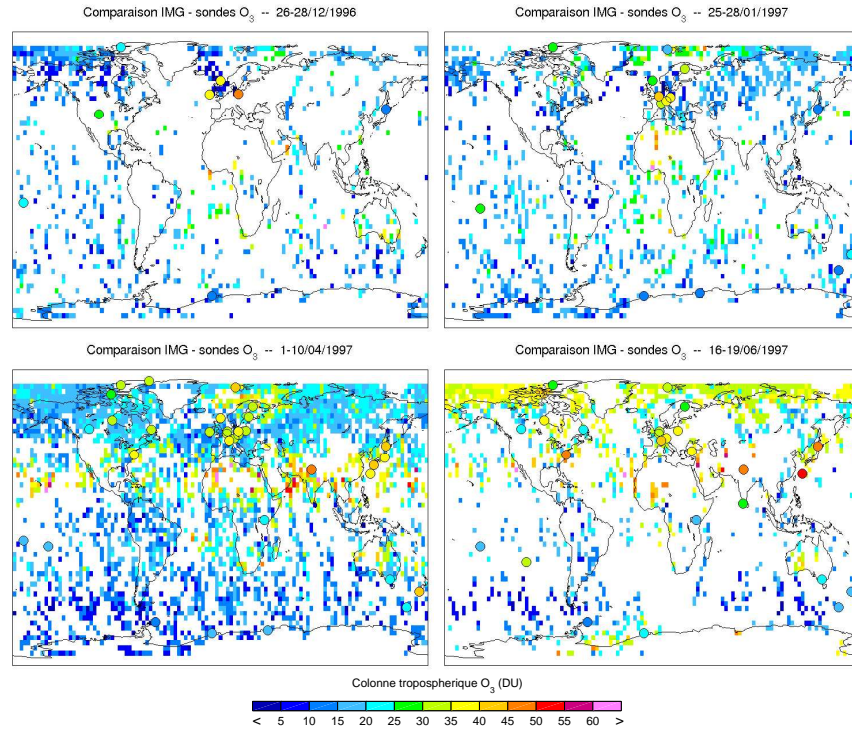 Comparaison IMG - sondes O3 -- 26-28/12/1996
Comparaison IMG - sondes O3 -- 25-28/01/1997
Comparaison IMG - sondes O3 -- 1-10/04/1997
Comparaison IMG - sondes O3 -- 16-19/06/1997
Colonne tropospherique O3 (DU)
< 5 10 15 20 25 30 35 40 45 50 55 60 >